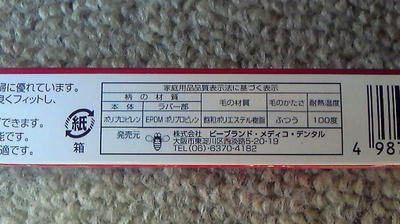 幅に優れています。
良くフィットし、
できます。
能です。
適です。
紙
箱
家庭用品品質表示法に基づく表示
柄の材質
毛の材質
毛のかたさ
耐熱温度
本体
ラバー部
ポリプロピレン
EPDM ポリプロピレン
飽和ポリエステル樹脂
ふつう
100度
発売元
株式会社 ビーブランド・メディコ・デンタル
大阪市東淀川区西淡路5-20-19
TEL(06)-6370-4182
4 987